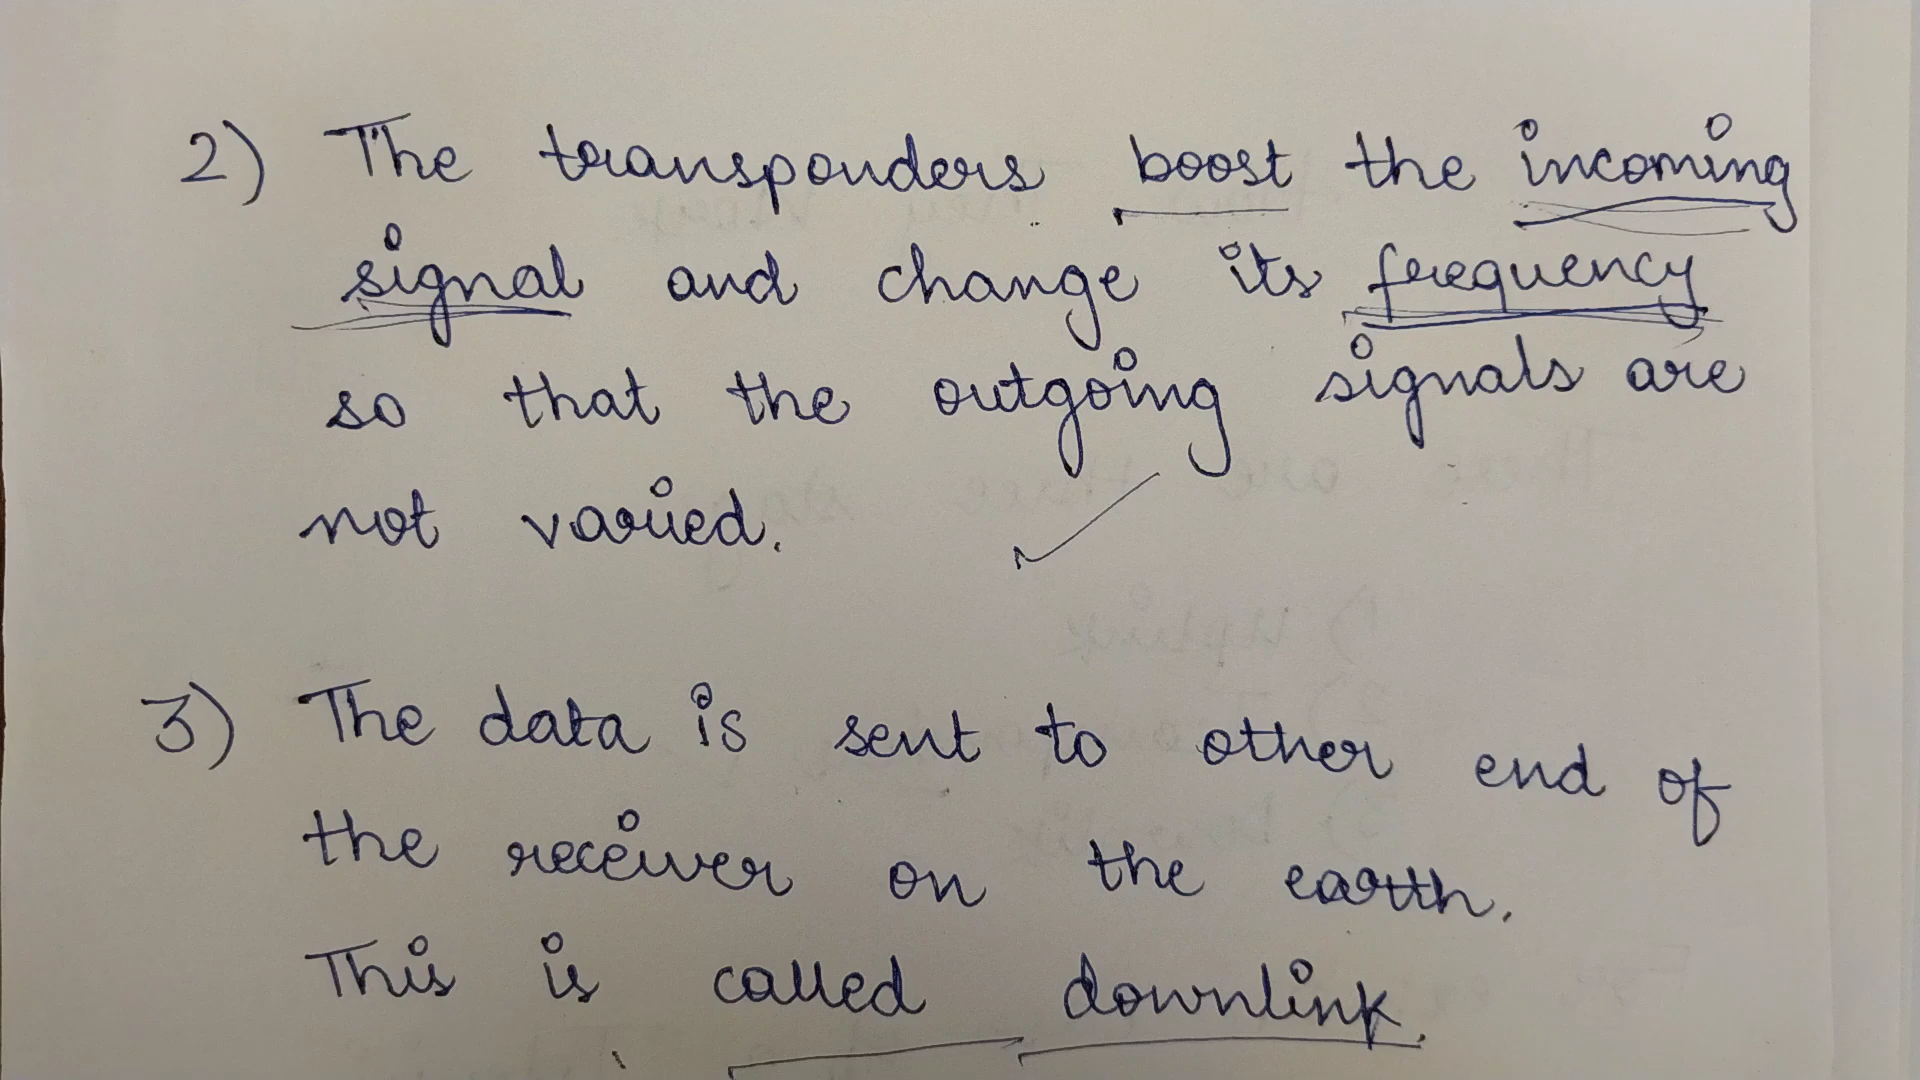 2) The transponders boost the incoming
signal and change its frequency
so that the outgoing signals are
not varied.
3) The data is sent to other end of
the receiver on the earth.
This is called downlink.